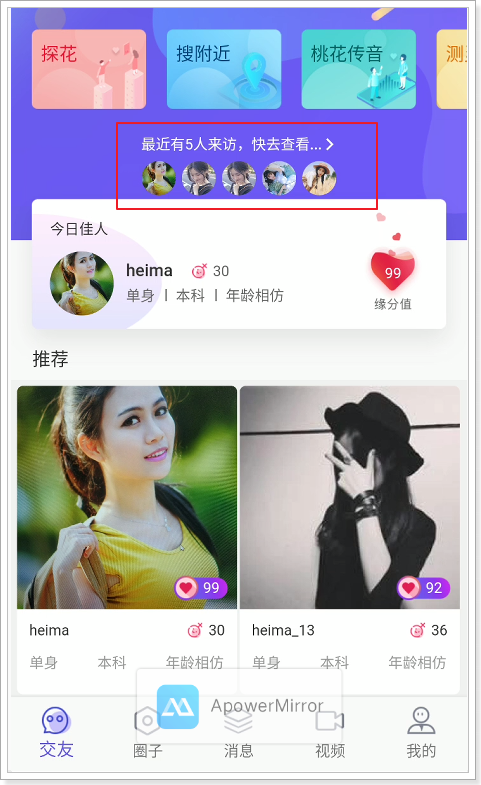 探花
搜附近
桃花传音
最近有5人来访，快去查看...
今日佳人
heima 30
单身 | 本科 | 年龄相仿
99
缘分值
推荐
99
92
heima 30
heima_13 36
单身 本科 年龄相仿
单身 本科 年龄相仿
ApowerMirror
交友 圈子 消息 视频 我的